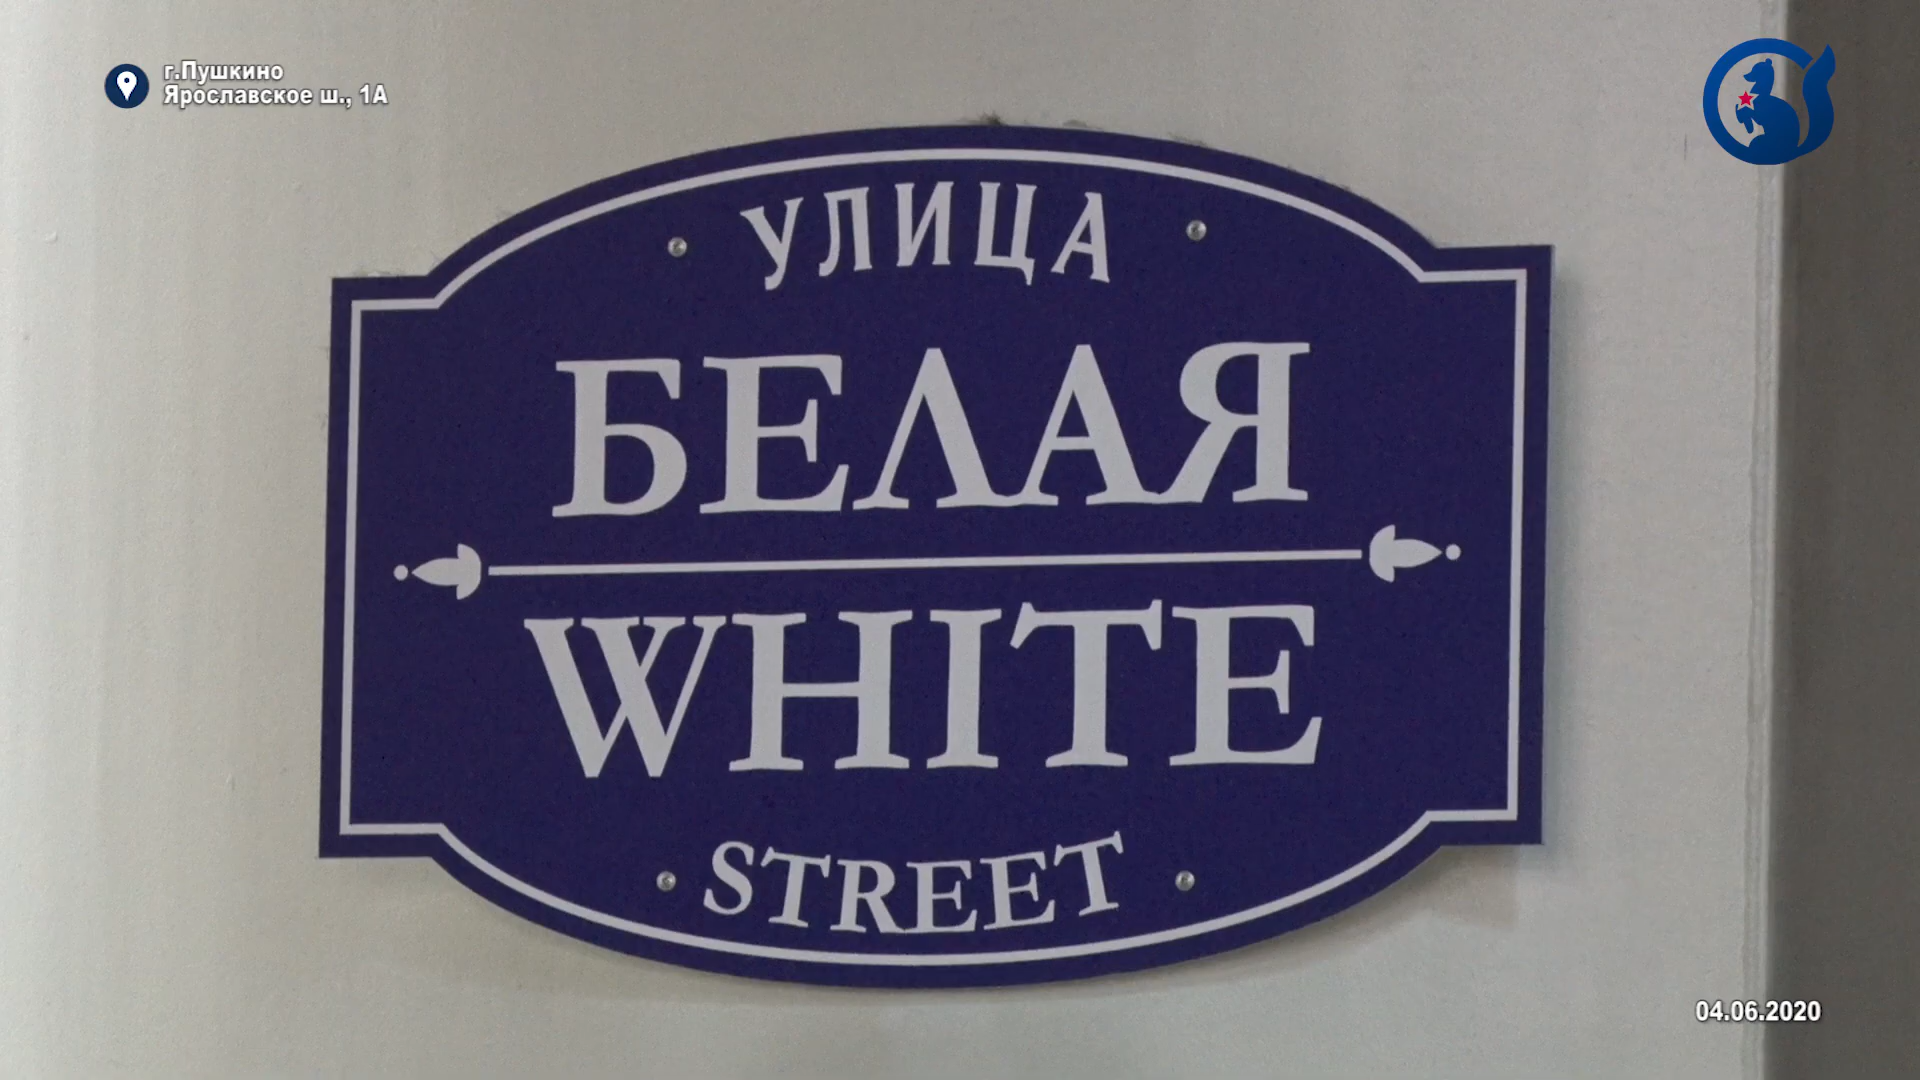 г.Пушкино
Ярославское ш., 1А
УЛИЦА
БЕЛАЯ
WHITE
STREET
04.06.2020